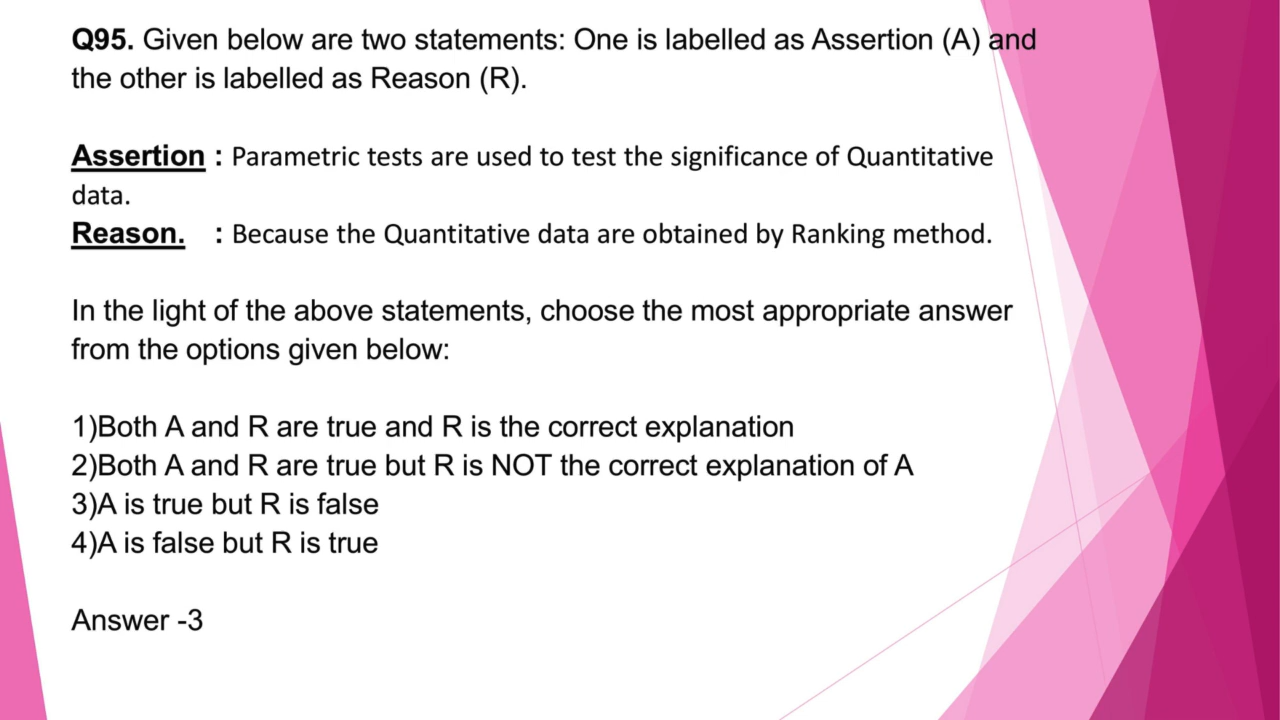 Q95. Given below are two statements: One is labelled as Assertion (A) and
the other is labelled as Reason (R).
Assertion : Parametric tests are used to test the significance of Quantitative
data.
Reason. : Because the Quantitative data are obtained by Ranking method.
In the light of the above statements, choose the most appropriate answer
from the options given below:
1)Both A and R are true and R is the correct explanation
2)Both A and R are true but R is NOT the correct explanation of A
3)A is true but R is false
4)A is false but R is true
Answer -3